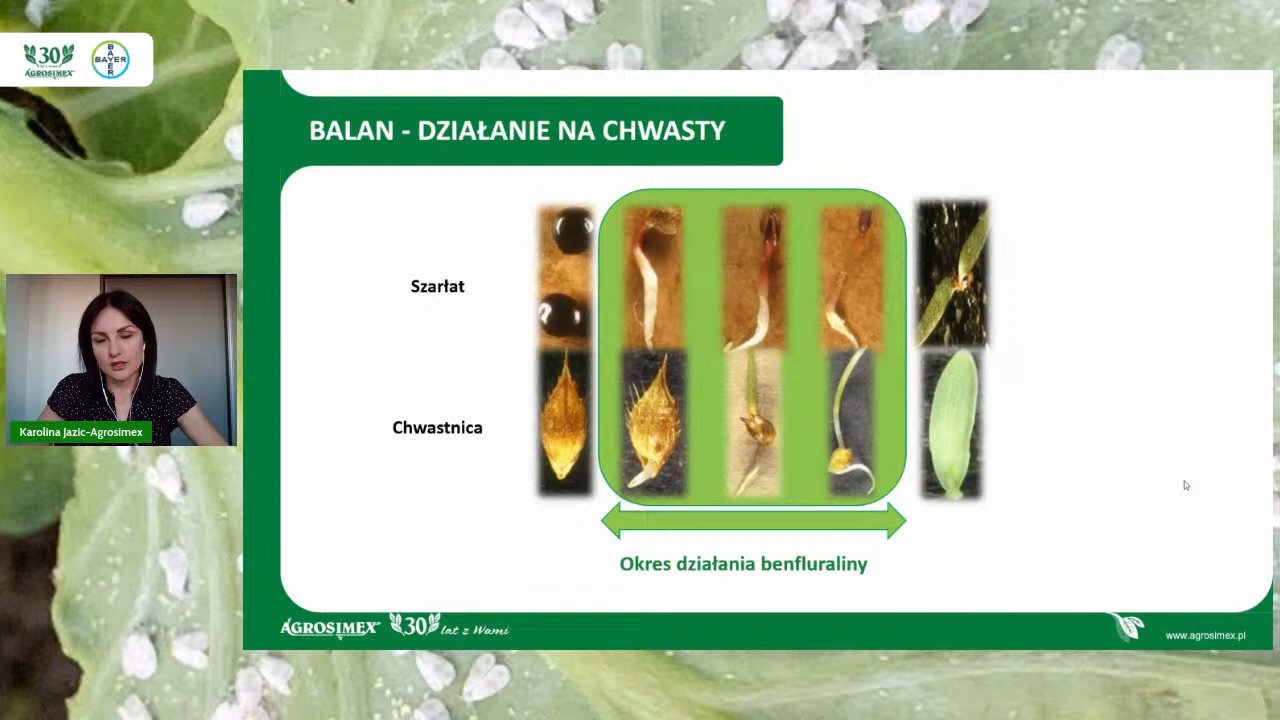 30
AGROSIMEX
BAYER
BAYER
BALAN - DZIAŁANIE NA CHWASTY
Szarłat
Chwastnica
Karolina Jazic-Agrosimex
Okres działania benfluraliny
AGROSIMEX 30 lat z Wami
www.agrosimex.pl